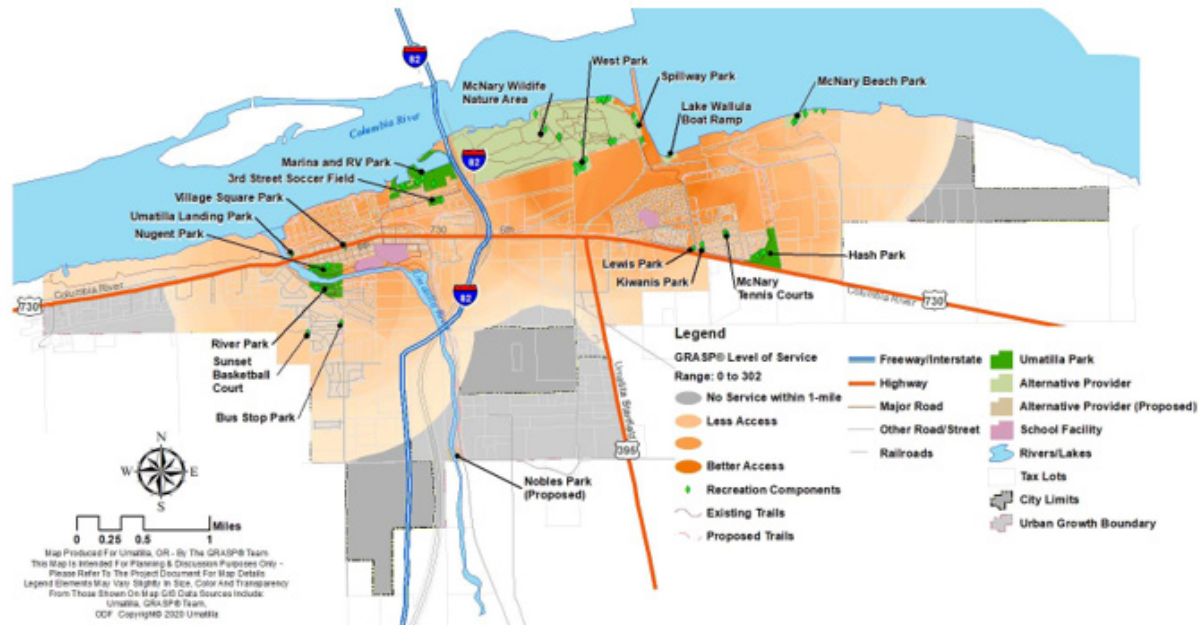 82
West Park
Spillway Park
McNary Beach Park
McNary Wildlife
Nature Area
Lake Wallula
Boat Ramp
Columbia River
82
Marina and RV Park
3rd Street Soccer Field
Village Square Park
Umatilla Landing Park
Nugent Park
730
6th
Hash Park
Lewis Park
Kiwanis Park
McNary
Tennis Courts
Columbia River
730
Columbia River
730
82
River Park
Sunset
Basketball
Court
Bus Stop Park
Umatilla Stanfield
395
Nobles Park
(Proposed)
Legend
GRASP® Level of Service
Range: 0 to 302
No Service within 1-mile
Less Access
Better Access
Recreation Components
Existing Trails
Proposed Trails
Freeway/Interstate
Highway
Major Road
Other Road/Street
Railroads
Umatilla Park
Alternative Provider
Alternative Provider (Proposed)
School Facility
Rivers/Lakes
Tax Lots
City Limits
Urban Growth Boundary
N
W E
S
Miles
0 0.25 0.5 1
Map Produced For Umatilla, OR - By The GRASP® Team
This Map Is Intended For Planning & Discussion Purposes Only -
Please Refer To The Project Document For Map Details
Legend Elements May Vary Slightly In Size, Color And Transparency
From Those Shown On Map GIS Data Sources Include:
Umatilla, GRASP® Team,
ODF Copyright© 2020 Umatilla